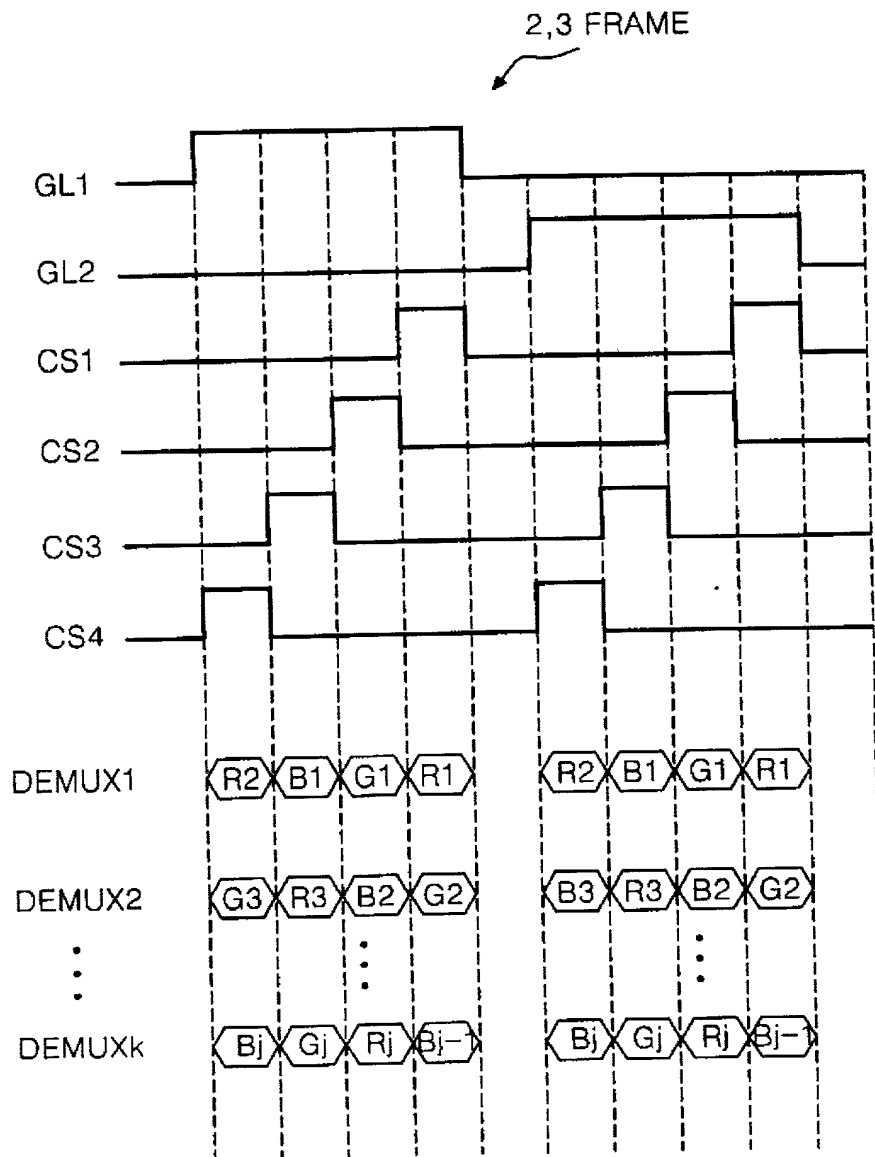 2,3 FRAME
GL1
GL2
CS1
CS2
CS3
CS4
DEMUX1 R2 B1 G1 R1 R2 B1 G1 R1
DEMUX2 G3 R3 B2 G2 B3 R3 B2 G2
DEMUXk Bj Gj Rj Bj-1 Bj Gj Rj Bj-1